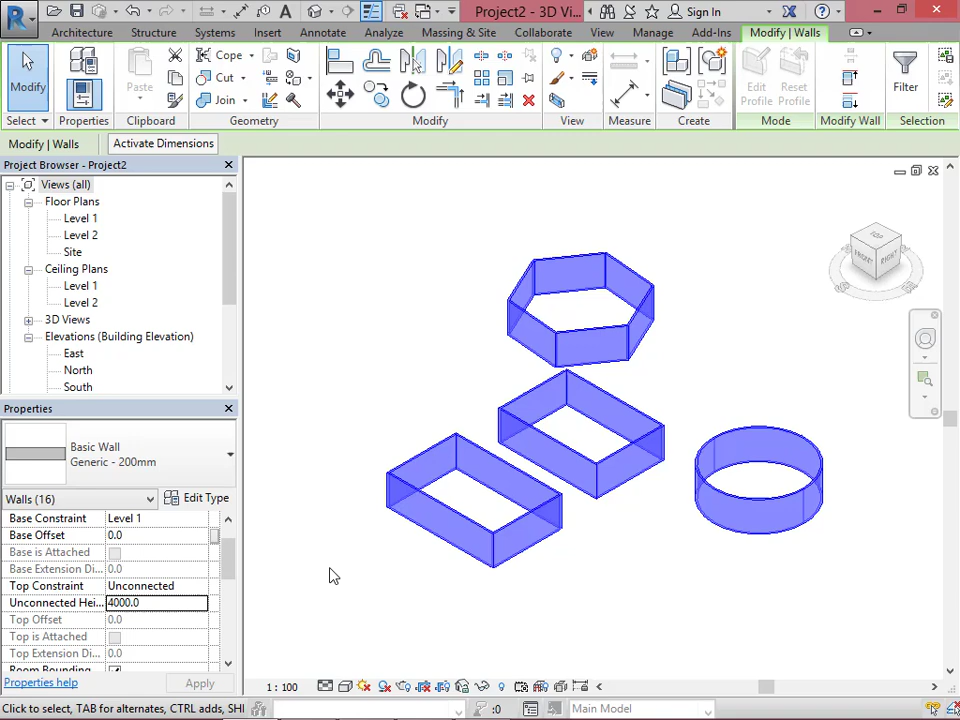 Project2 - 3D Vi...
Sign In
Architecture Structure Systems Insert Annotate Analyze Massing & Site Collaborate View Manage Add-Ins Modify | Walls
Modify
Paste
Cope
Cut
Join
Edit Profile
Reset Profile
Filter
Select Properties Clipboard Geometry Modify View Measure Create Mode Modify Wall Selection
Modify | Walls Activate Dimensions
Project Browser - Project2
Views (all)
Floor Plans
Level 1
Level 2
Site
Ceiling Plans
Level 1
Level 2
3D Views
Elevations (Building Elevation)
East
North
South
TOP
FRONT
RIGHT
Properties
Basic Wall
Generic - 200mm
Walls (16) Edit Type
Base Constraint Level 1
Base Offset 0.0
Base is Attached
Base Extension Di... 0.0
Top Constraint Unconnected
Unconnected Hei... 4000.0
Top Offset 0.0
Top is Attached
Top Extension Di... 0.0
Room Bounding
Properties help Apply
1 : 100
Click to select, TAB for alternates, CTRL adds, SHI
:0
Main Model